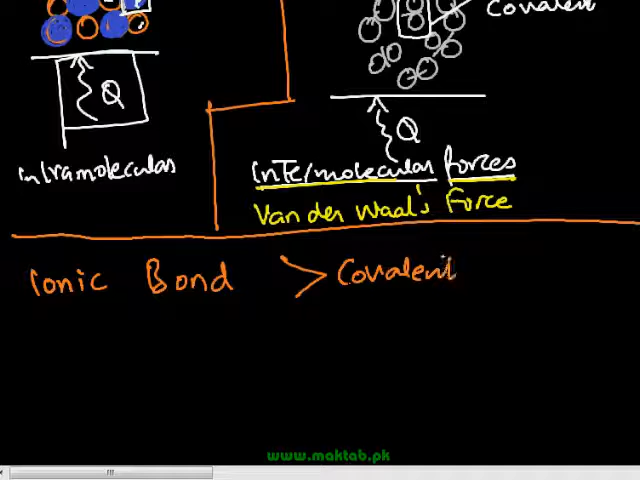 Covalent
Q
Q
intramolecular
InTermolecular forces
Van der Waal's Force
Ionic Bond > Covalent
www.maktab.pk